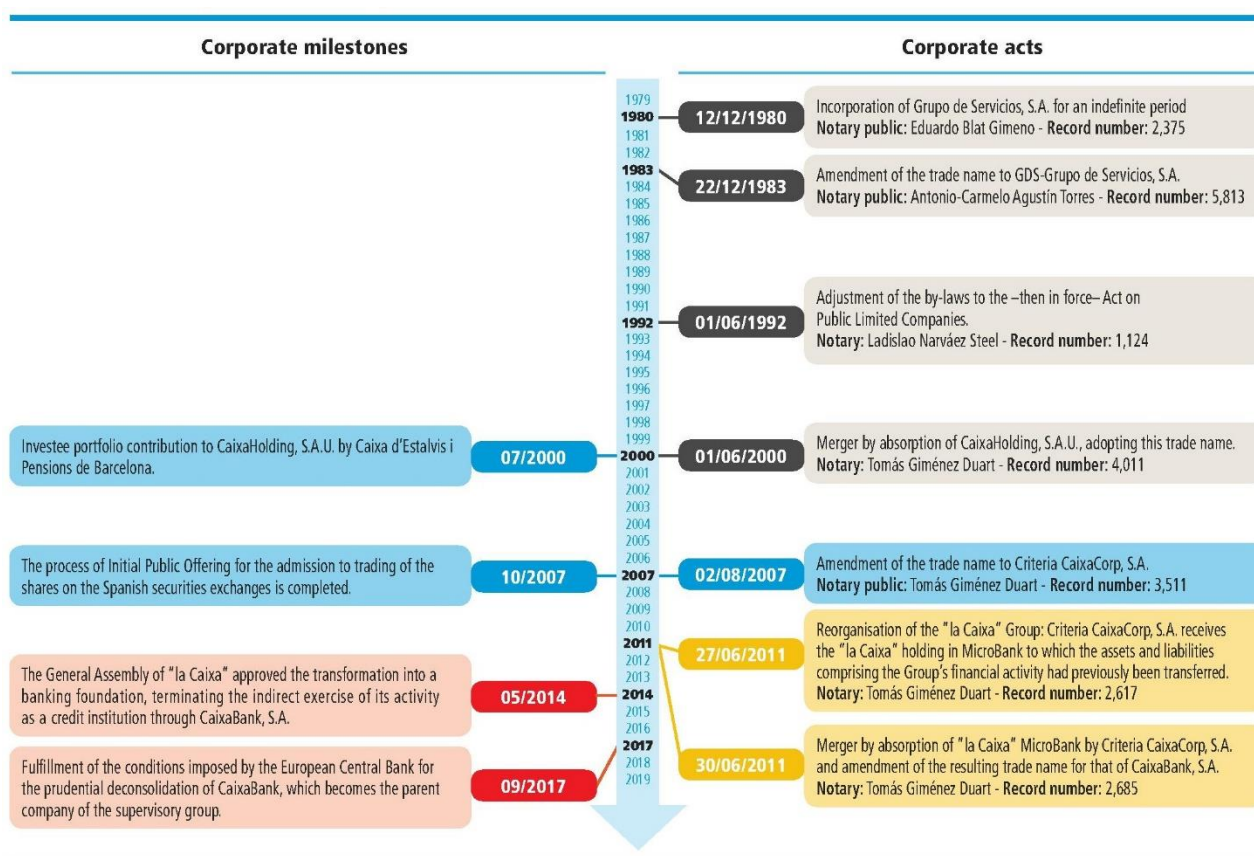 Corporate milestones
Corporate acts
1979
1980
1981
1982
1983
1984
1985
1986
1987
1988
1989
1990
1991
1992
1993
1994
1995
1996
1997
1998
1999
2000
2001
2002
2003
2004
2005
2006
2007
2008
2009
2010
2011
2012
2013
2014
2015
2016
2017
2018
2019
12/12/1980
Incorporation of Grupo de Servicios, S.A. for an indefinite period
Notary public: Eduardo Blat Gimeno - Record number: 2,375
22/12/1983
Amendment of the trade name to GDS-Grupo de Servicios, S.A.
Notary public: Antonio-Carmelo Agustín Torres - Record number: 5,813
01/06/1992
Adjustment of the by-laws to the –then in force– Act on
Public Limited Companies.
Notary: Ladislao Narváez Steel - Record number: 1,124
Investee portfolio contribution to CaixaHolding, S.A.U. by Caixa d'Estalvis i
Pensions de Barcelona.
07/2000
01/06/2000
Merger by absorption of CaixaHolding, S.A.U., adopting this trade name.
Notary: Tomás Giménez Duart - Record number: 4,011
The process of Initial Public Offering for the admission to trading of the
shares on the Spanish securities exchanges is completed.
10/2007
02/08/2007
Amendment of the trade name to Criteria CaixaCorp, S.A.
Notary public: Tomás Giménez Duart - Record number: 3,511
27/06/2011
Reorganisation of the "la Caixa" Group: Criteria CaixaCorp, S.A. receives
the "la Caixa" holding in MicroBank to which the assets and liabilities
comprising the Group's financial activity had previously been transferred.
Notary: Tomás Giménez Duart - Record number: 2,617
The General Assembly of "la Caixa" approved the transformation into a
banking foundation, terminating the indirect exercise of its activity
as a credit institution through CaixaBank, S.A.
05/2014
30/06/2011
Merger by absorption of "la Caixa" MicroBank by Criteria CaixaCorp, S.A.
and amendment of the resulting trade name for that of CaixaBank, S.A.
Notary: Tomás Giménez Duart - Record number: 2,685
Fulfillment of the conditions imposed by the European Central Bank for
the prudential deconsolidation of CaixaBank, which becomes the parent
company of the supervisory group.
09/2017